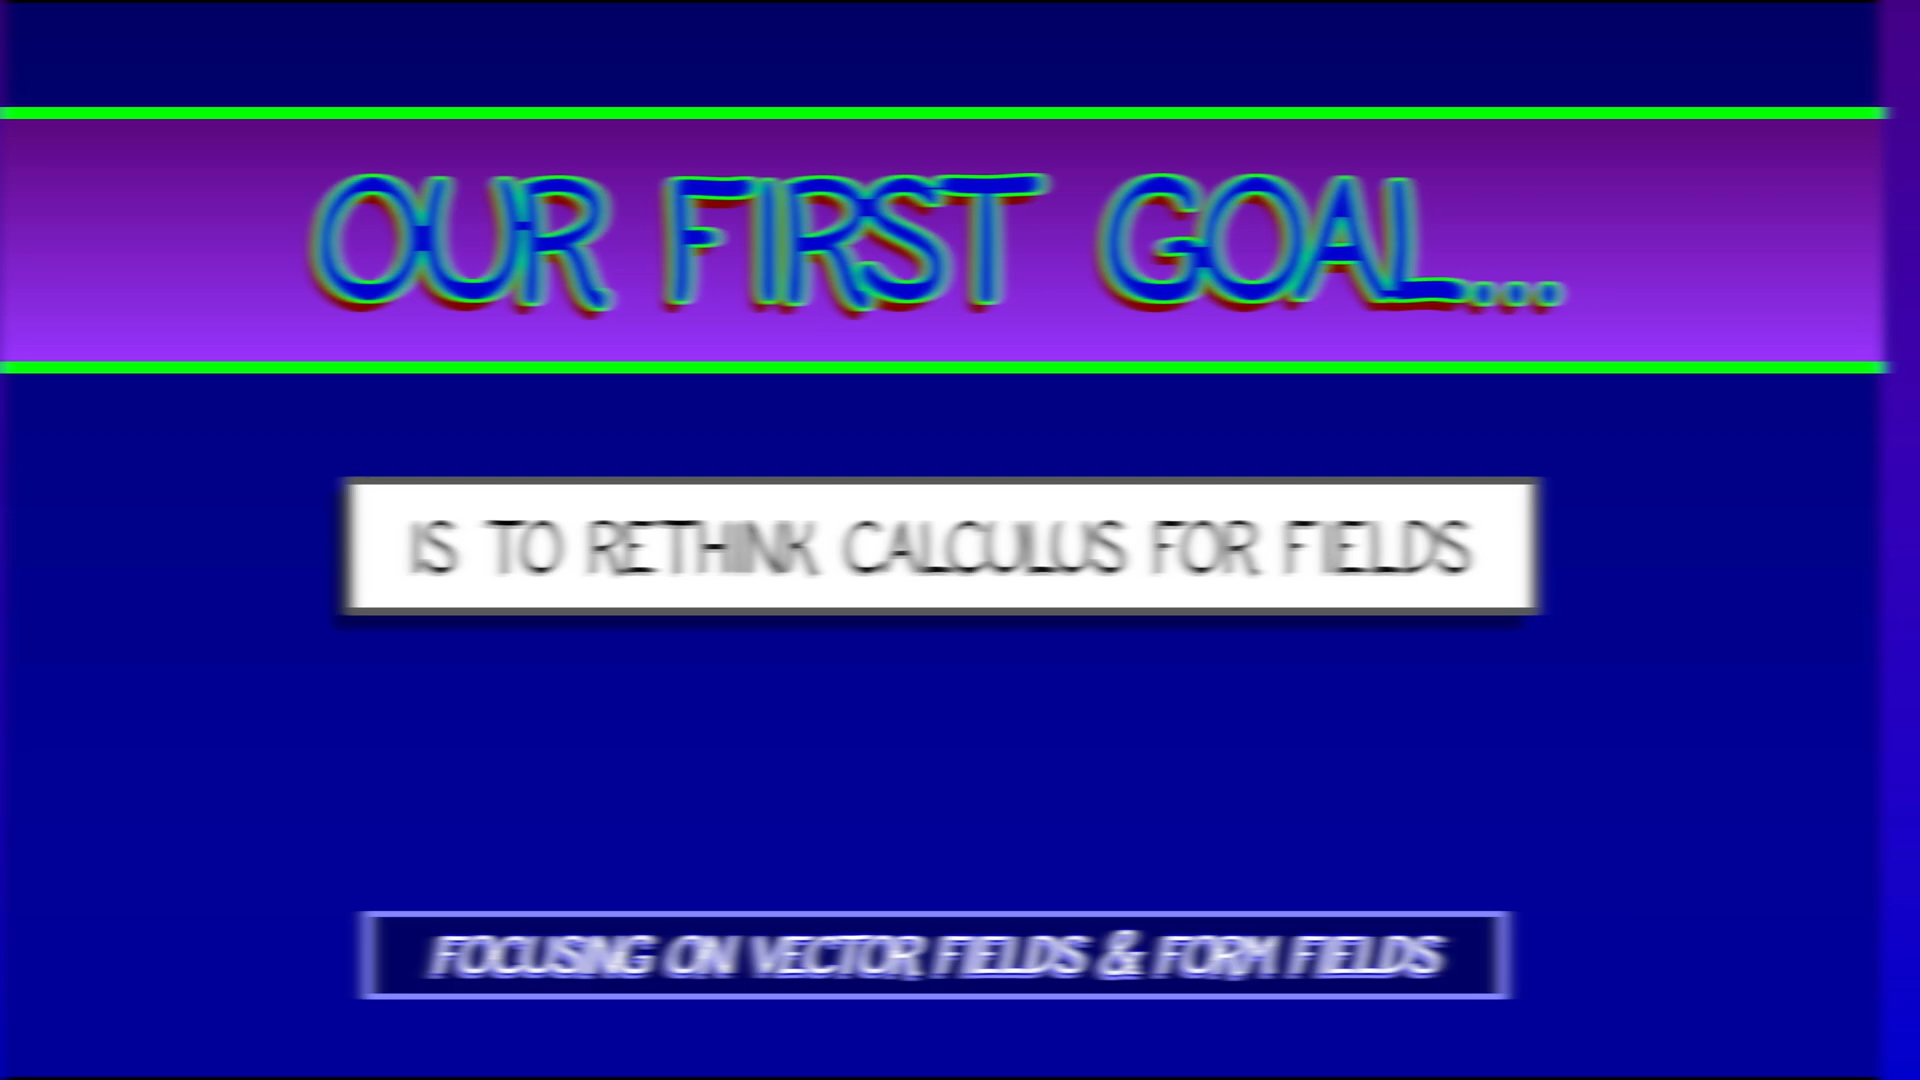 OUR FIRST GOAL...
IS TO RETHINK CALCULUS FOR FIELDS
FOCUSING ON VECTOR FIELDS & FORM FIELDS